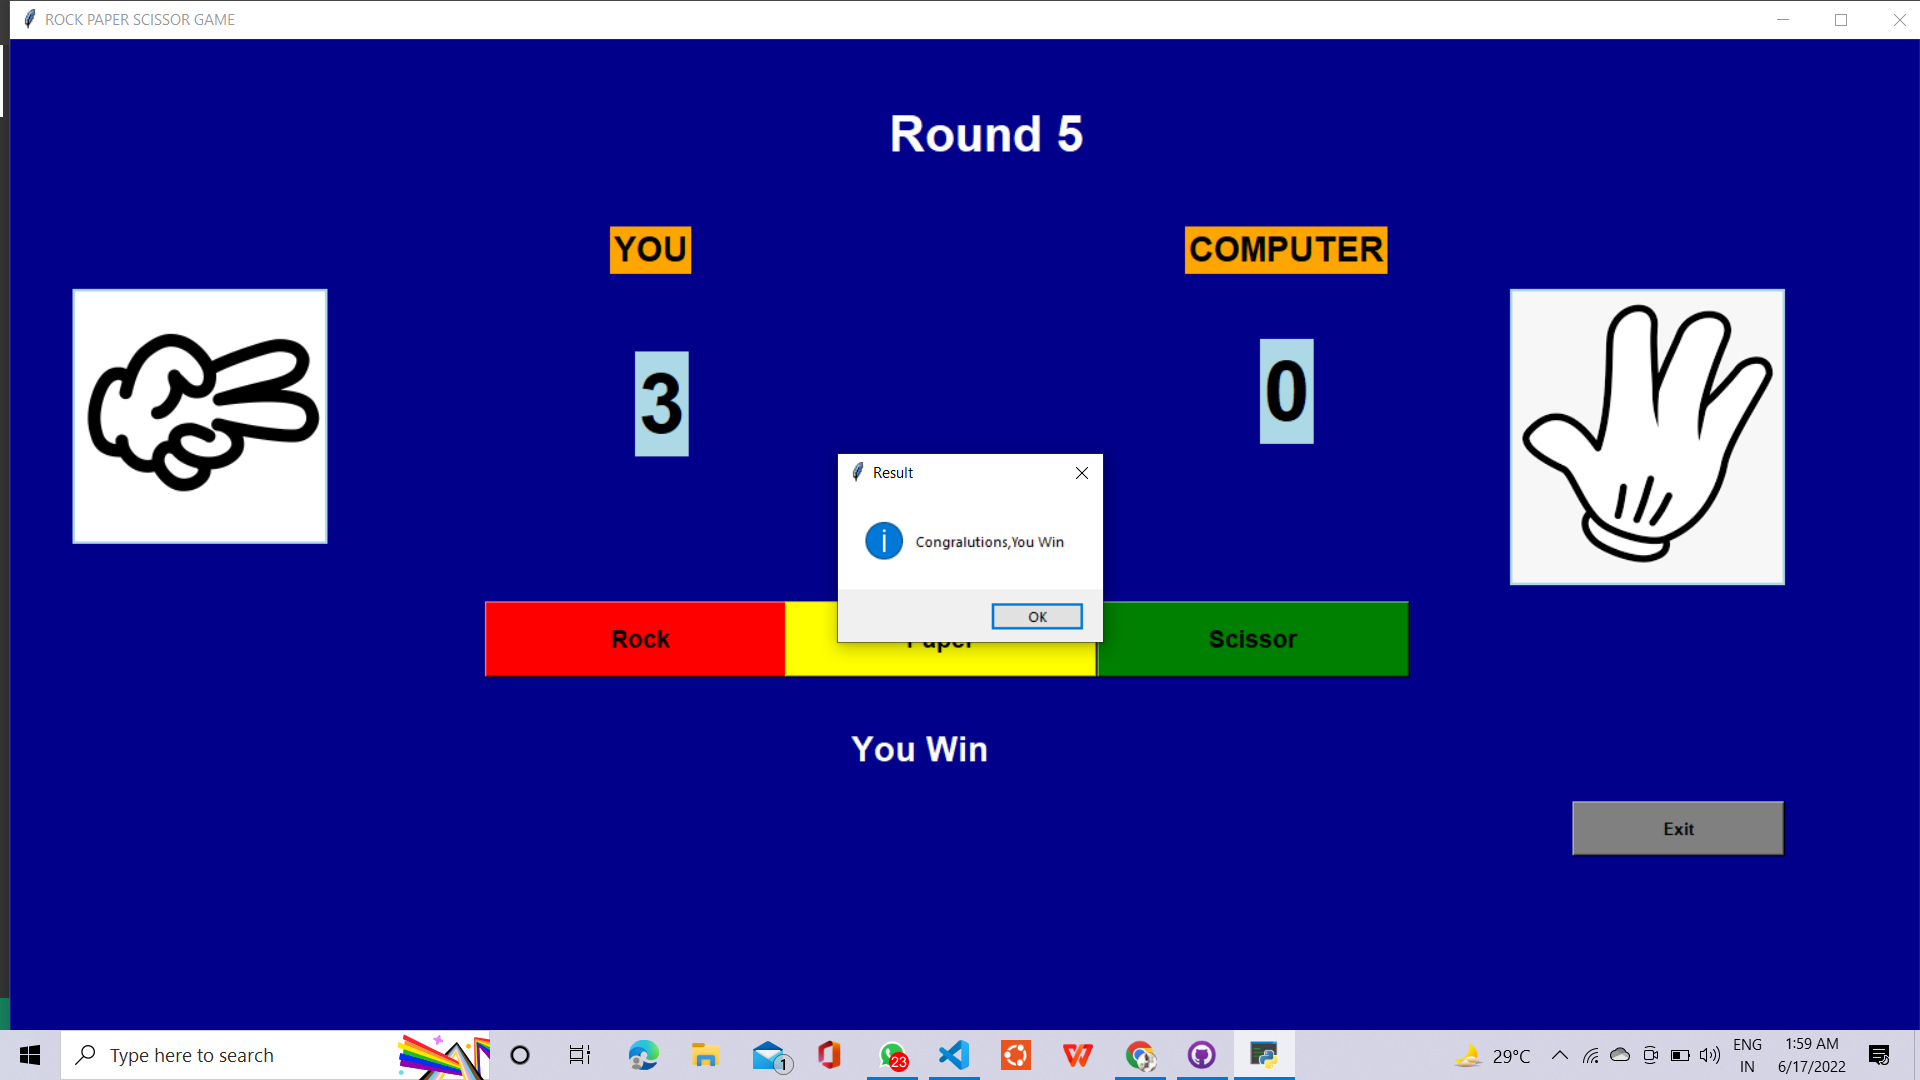 ROCK PAPER SCISSOR GAME
Round 5
YOU
COMPUTER
3
0
Result
Congralutions,You Win
OK
Rock
Paper
Scissor
You Win
Exit
Type here to search
1
23
29°C
ENG
IN
1:59 AM
6/17/2022